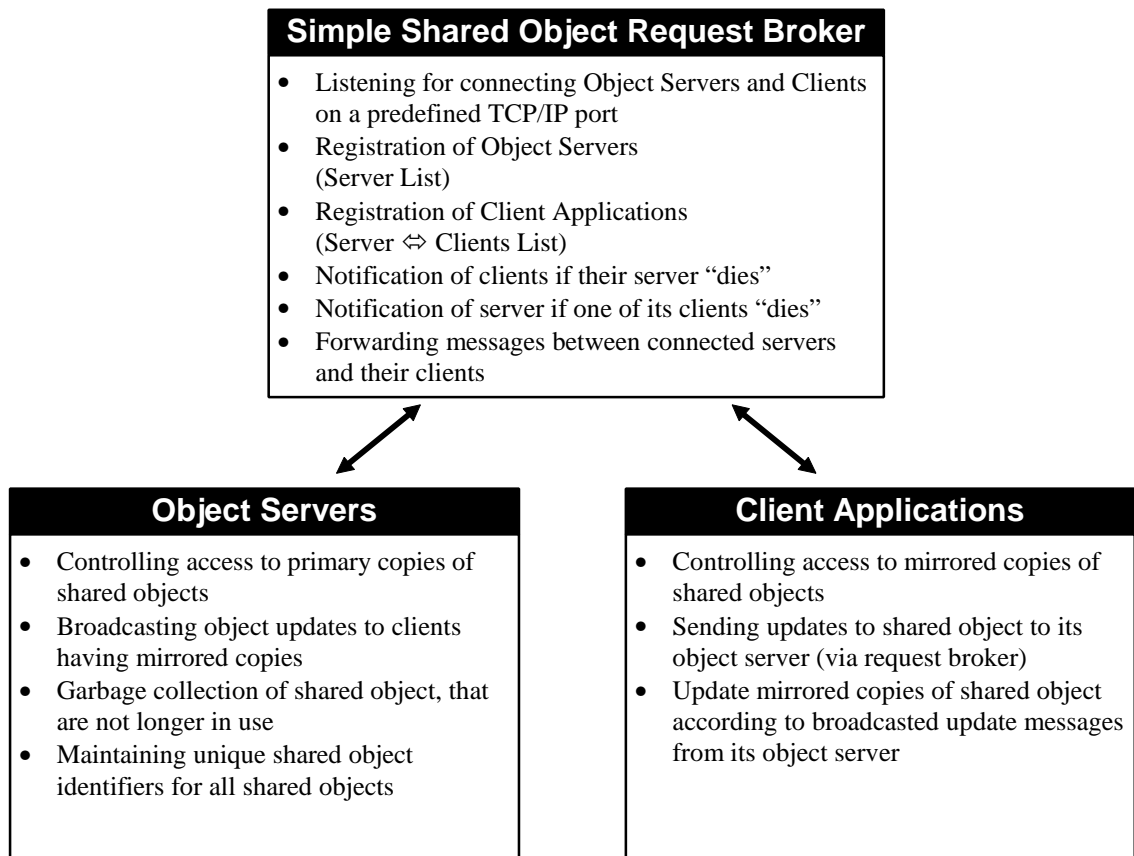 Simple Shared Object Request Broker
• Listening for connecting Object Servers and Clients
on a predefined TCP/IP port
• Registration of Object Servers
(Server List)
• Registration of Client Applications
(Server ⇔ Clients List)
• Notification of clients if their server “dies”
• Notification of server if one of its clients “dies”
• Forwarding messages between connected servers
and their clients
Object Servers
• Controlling access to primary copies of
shared objects
• Broadcasting object updates to clients
having mirrored copies
• Garbage collection of shared object, that
are not longer in use
• Maintaining unique shared object
identifiers for all shared objects
Client Applications
• Controlling access to mirrored copies of
shared objects
• Sending updates to shared object to its
object server (via request broker)
• Update mirrored copies of shared object
according to broadcasted update messages
from its object server